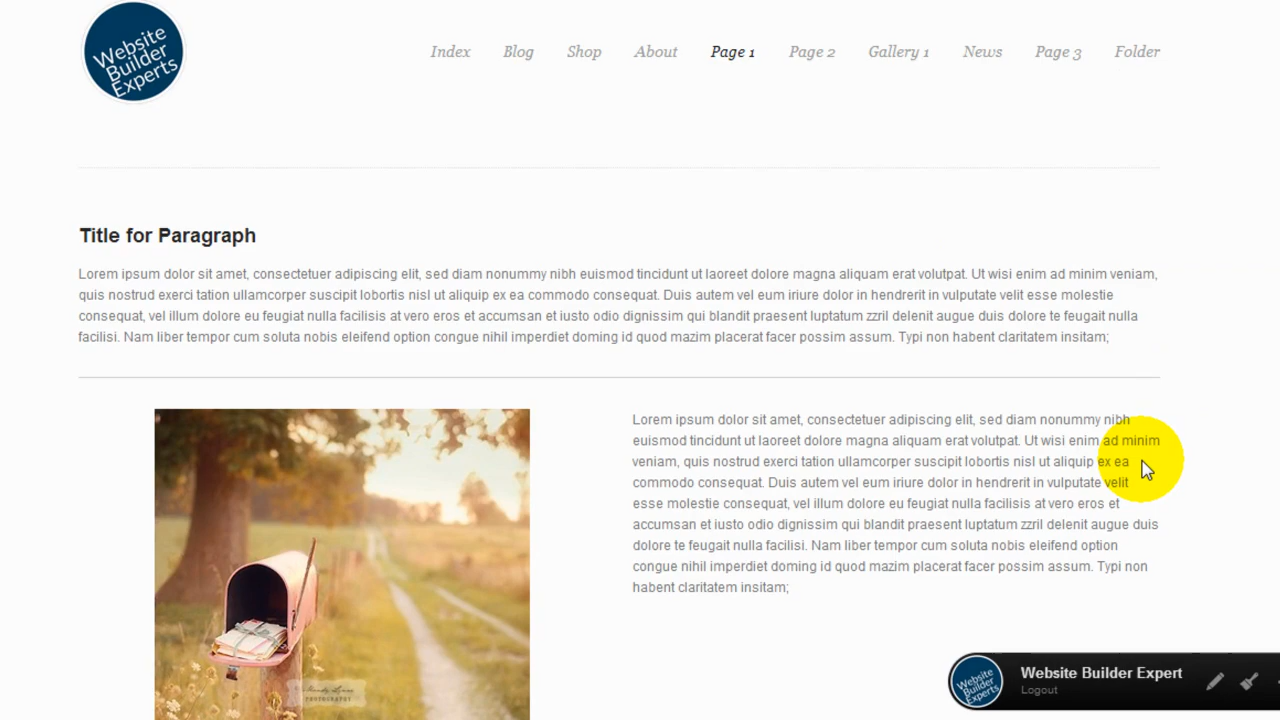 Website
Builder
Experts
Index Blog Shop About Page 1 Page 2 Gallery 1 News Page 3 Folder
Title for Paragraph
Lorem ipsum dolor sit amet, consectetuer adipiscing elit, sed diam nonummy nibh euismod tincidunt ut laoreet dolore magna aliquam erat volutpat. Ut wisi enim ad minim veniam,
quis nostrud exerci tation ullamcorper suscipit lobortis nisl ut aliquip ex ea commodo consequat. Duis autem vel eum iriure dolor in hendrerit in vulputate velit esse molestie
consequat, vel illum dolore eu feugiat nulla facilisis at vero eros et accumsan et iusto odio dignissim qui blandit praesent luptatum zzril delenit augue duis dolore te feugait nulla
facilisi. Nam liber tempor cum soluta nobis eleifend option congue nihil imperdiet doming id quod mazim placerat facer possim assum. Typi non habent claritatem insitam;
Lorem ipsum dolor sit amet, consectetuer adipiscing elit, sed diam nonummy nibh
euismod tincidunt ut laoreet dolore magna aliquam erat volutpat. Ut wisi enim ad minim
veniam, quis nostrud exerci tation ullamcorper suscipit lobortis nisl ut aliquip ex ea
commodo consequat. Duis autem vel eum iriure dolor in hendrerit in vulputate velit
esse molestie consequat, vel illum dolore eu feugiat nulla facilisis at vero eros et
accumsan et iusto odio dignissim qui blandit praesent luptatum zzril delenit augue duis
dolore te feugait nulla facilisi. Nam liber tempor cum soluta nobis eleifend option
congue nihil imperdiet doming id quod mazim placerat facer possim assum. Typi non
habent claritatem insitam;
PHOTOGRAPHY
Website
Builder
Experts
Website Builder Expert
Logout